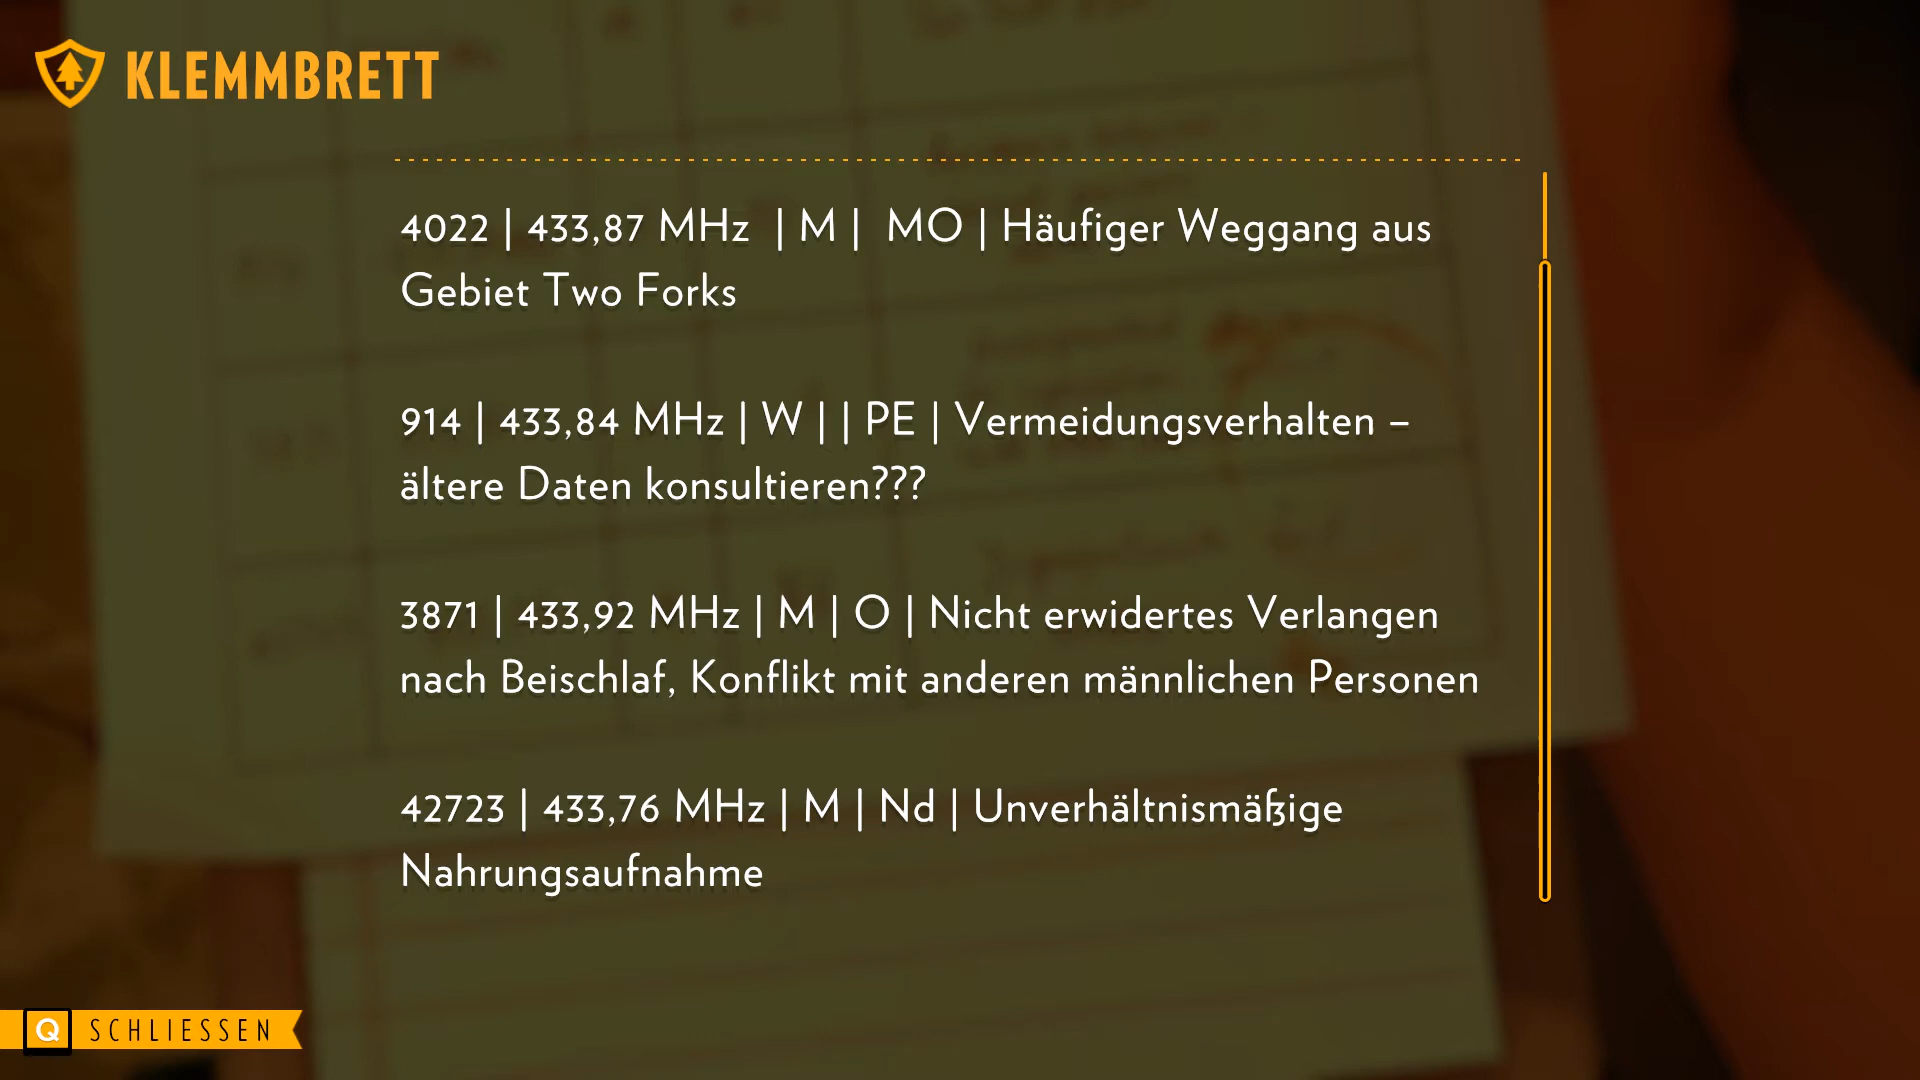 KLEMMBRETT
4022 | 433,87 MHz | M | MO | Häufiger Weggang aus
Gebiet Two Forks
914 | 433,84 MHz | W | | PE | Vermeidungsverhalten –
ältere Daten konsultieren???
3871 | 433,92 MHz | M | O | Nicht erwidertes Verlangen
nach Beischlaf, Konflikt mit anderen männlichen Personen
42723 | 433,76 MHz | M | Nd | Unverhältnismäßige
Nahrungsaufnahme
Q SCHLIESSEN